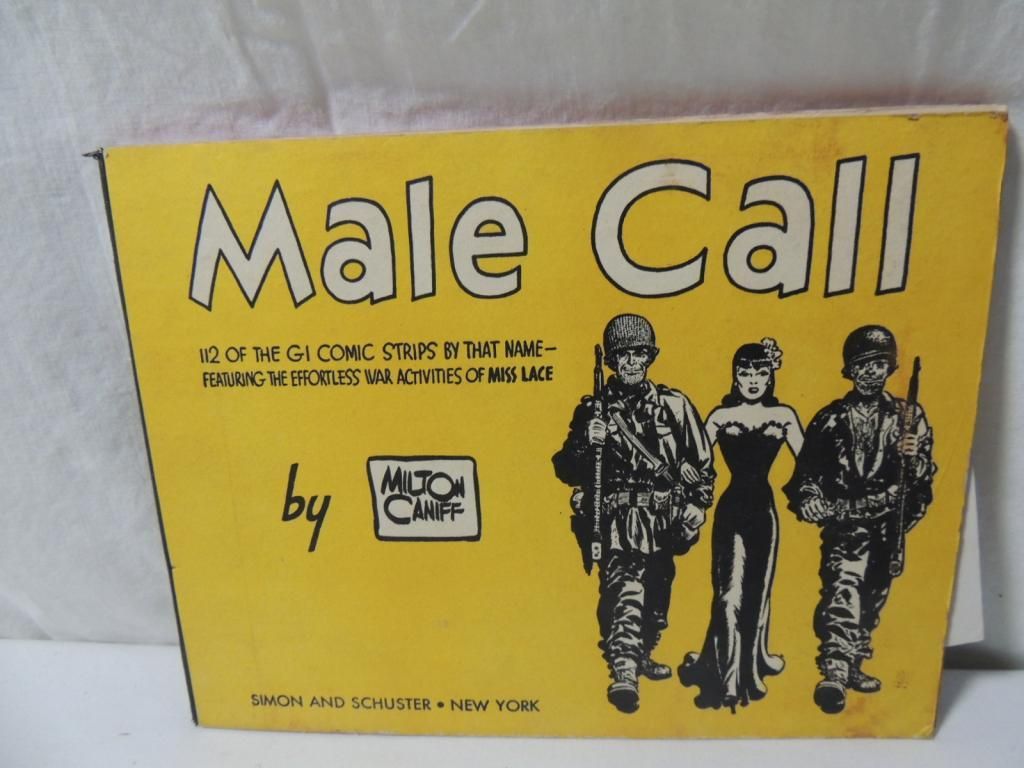 Male Call
112 OF THE GI COMIC STRIPS BY THAT NAME—
FEATURING THE EFFORTLESS WAR ACTIVITIES OF MISS LACE
by
MILTON
CANIFF
SIMON AND SCHUSTER • NEW YORK